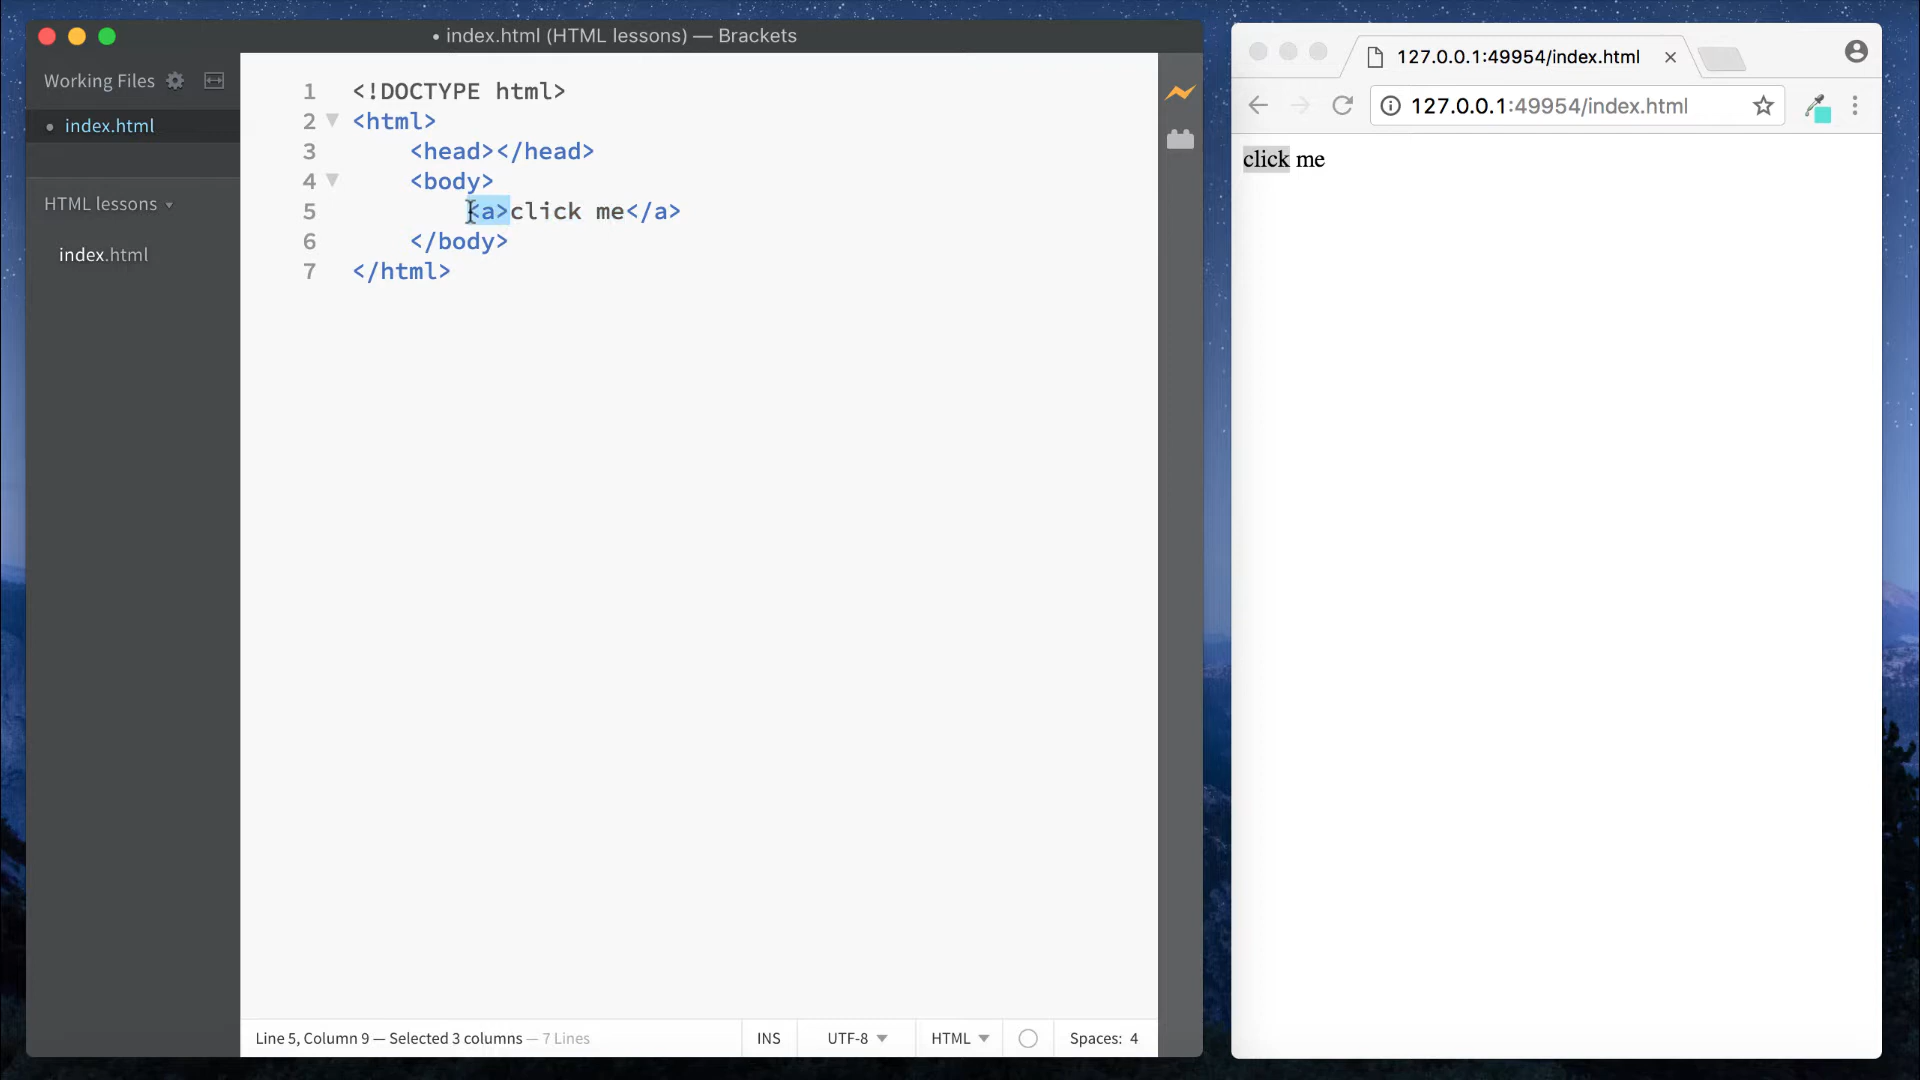 • index.html (HTML lessons) — Brackets
Working Files
• index.html
HTML lessons ▾
index.html
1 <!DOCTYPE html>
2 ▼ <html>
3 <head></head>
4 ▼ <body>
5 <a>click me</a>
6 </body>
7 </html>
Line 5, Column 9 — Selected 3 columns — 7 Lines
INS
UTF-8 ▼
HTML ▼
Spaces: 4
127.0.0.1:49954/index.html
127.0.0.1:49954/index.html
click me